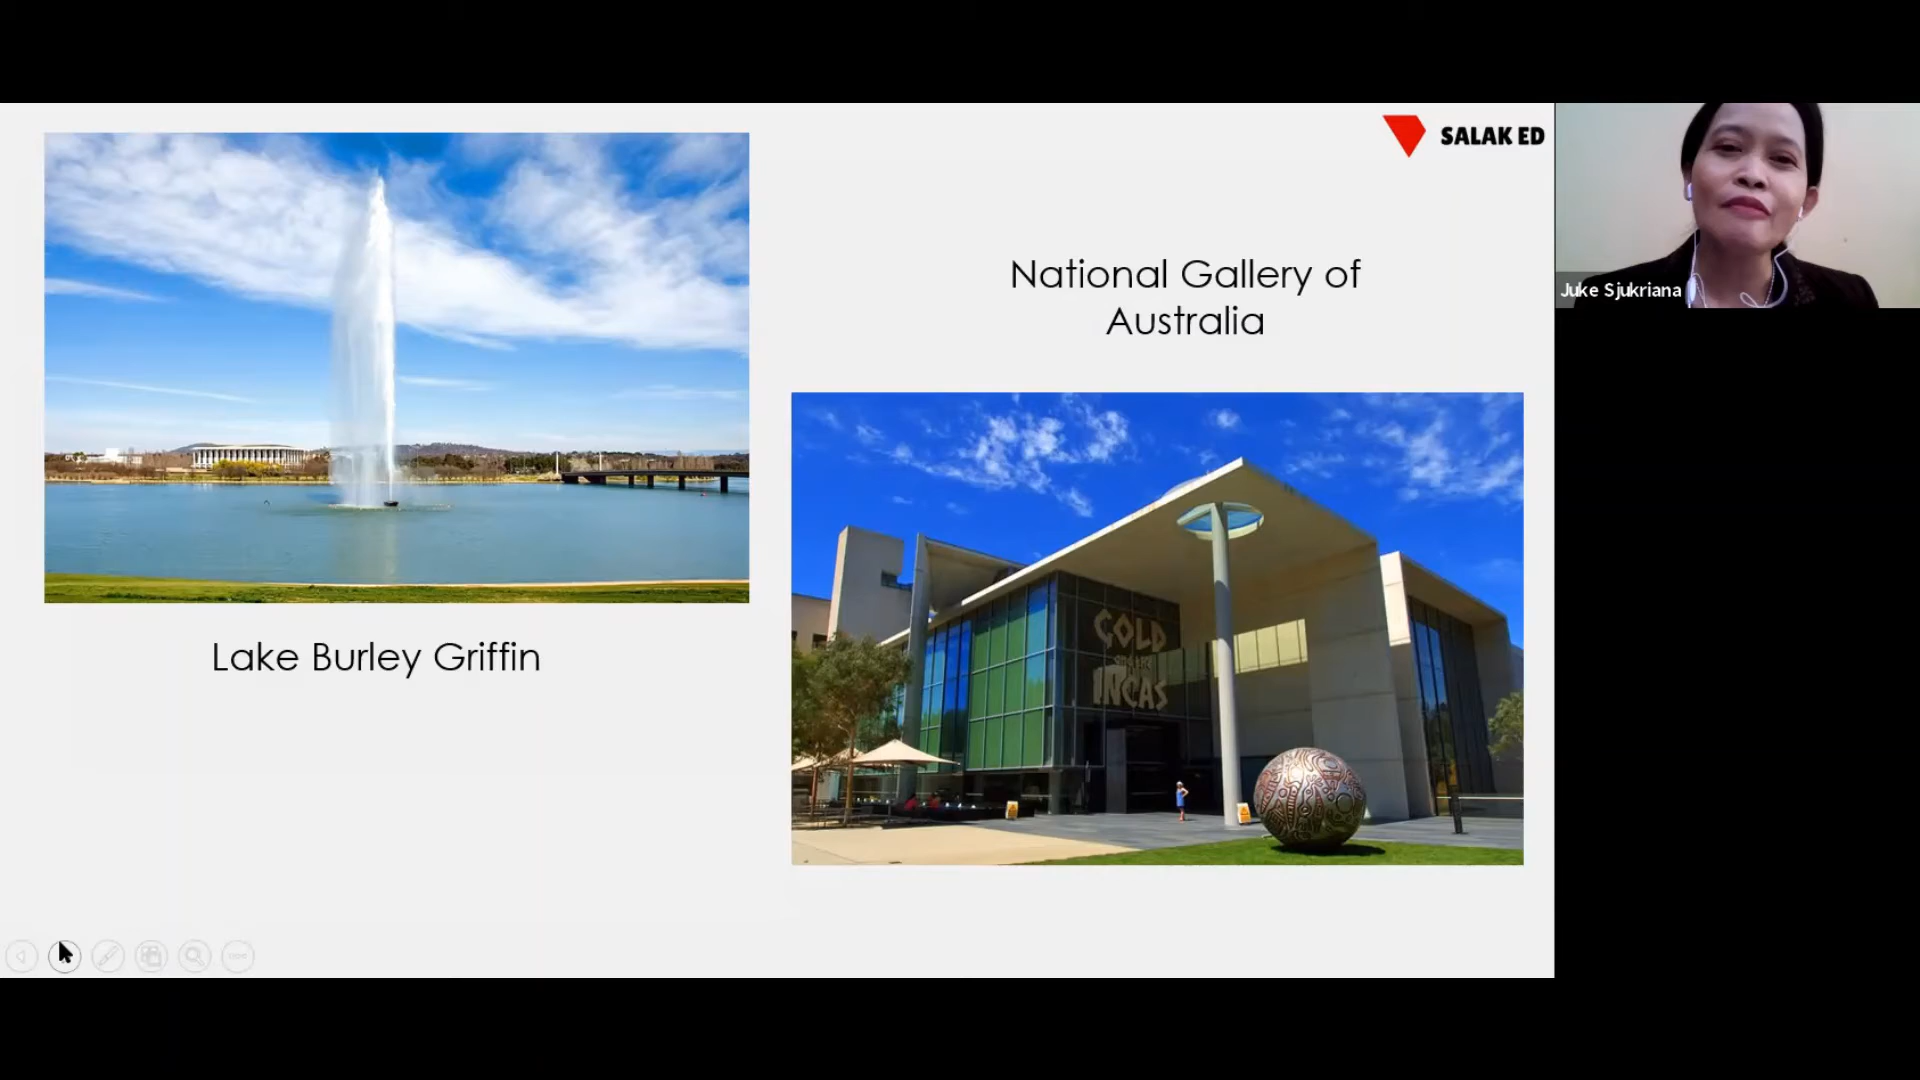 SALAK ED
National Gallery of
Australia
Lake Burley Griffin
GOLD
INCAS
Juke Sjukriana